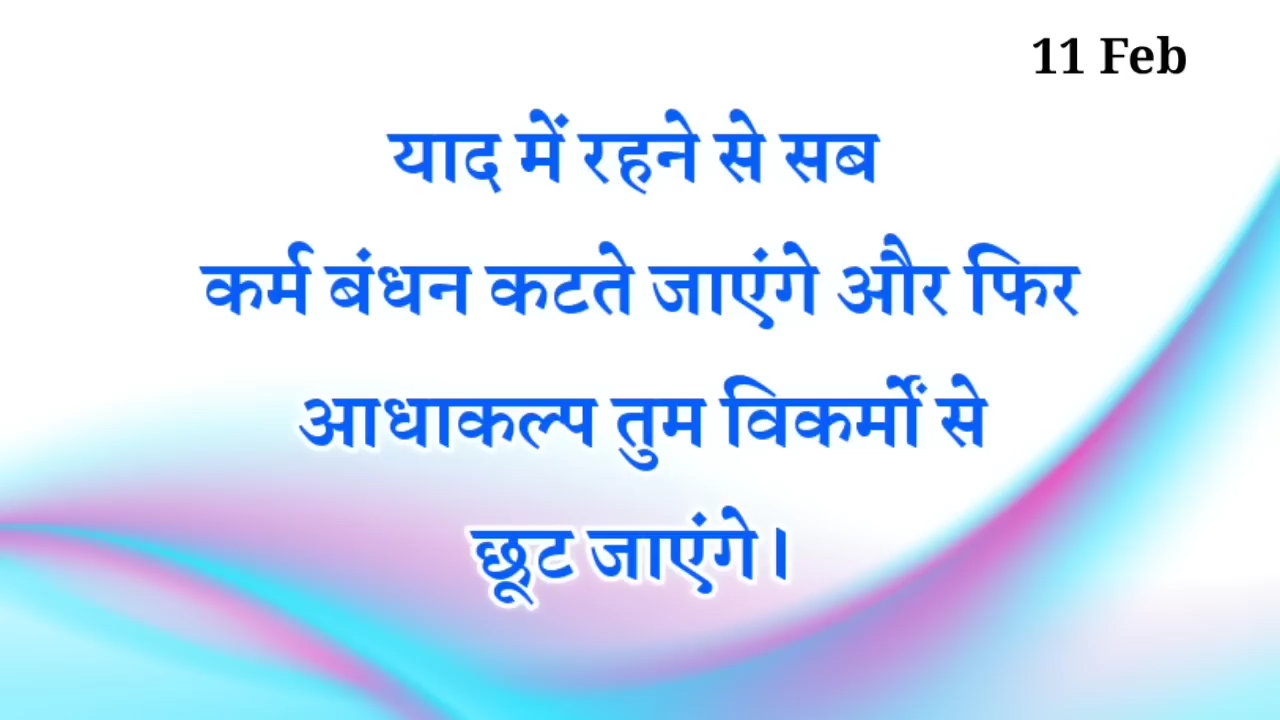 11 Feb
याद में रहने से सब
कर्म बंधन कटते जाएंगे और फिर
आधाकल्प तुम विकर्मों से
छूट जाएंगे।